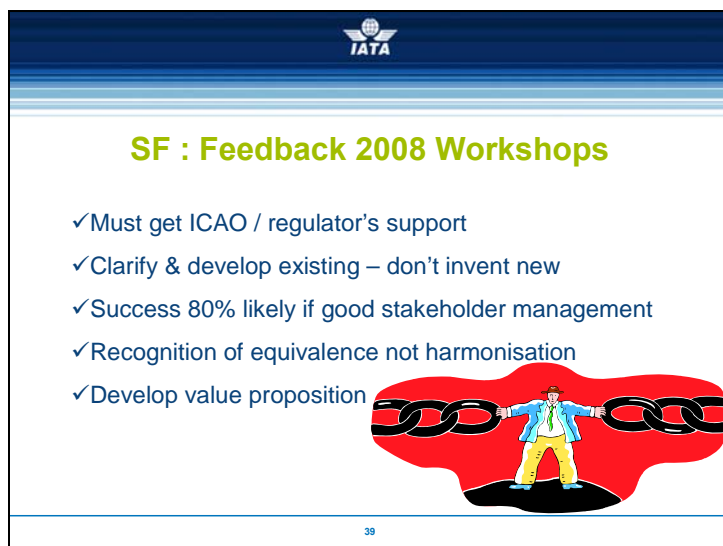 IATA
SF : Feedback 2008 Workshops
✓Must get ICAO / regulator's support
✓Clarify & develop existing – don't invent new
✓Success 80% likely if good stakeholder management
✓Recognition of equivalence not harmonisation
✓Develop value proposition
39